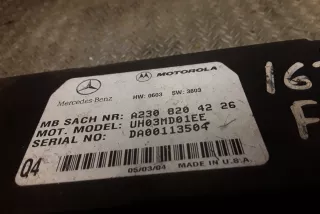 MOTOROLA
Mercedes-Benz
HW: 0603 SW: 3803
MB SACH NR: A230 820 42 26
MOT. MODEL: UH03MD01EE
SERIAL NO: DA00113504
Q4
05/03/04 MADE IN U.S.A.